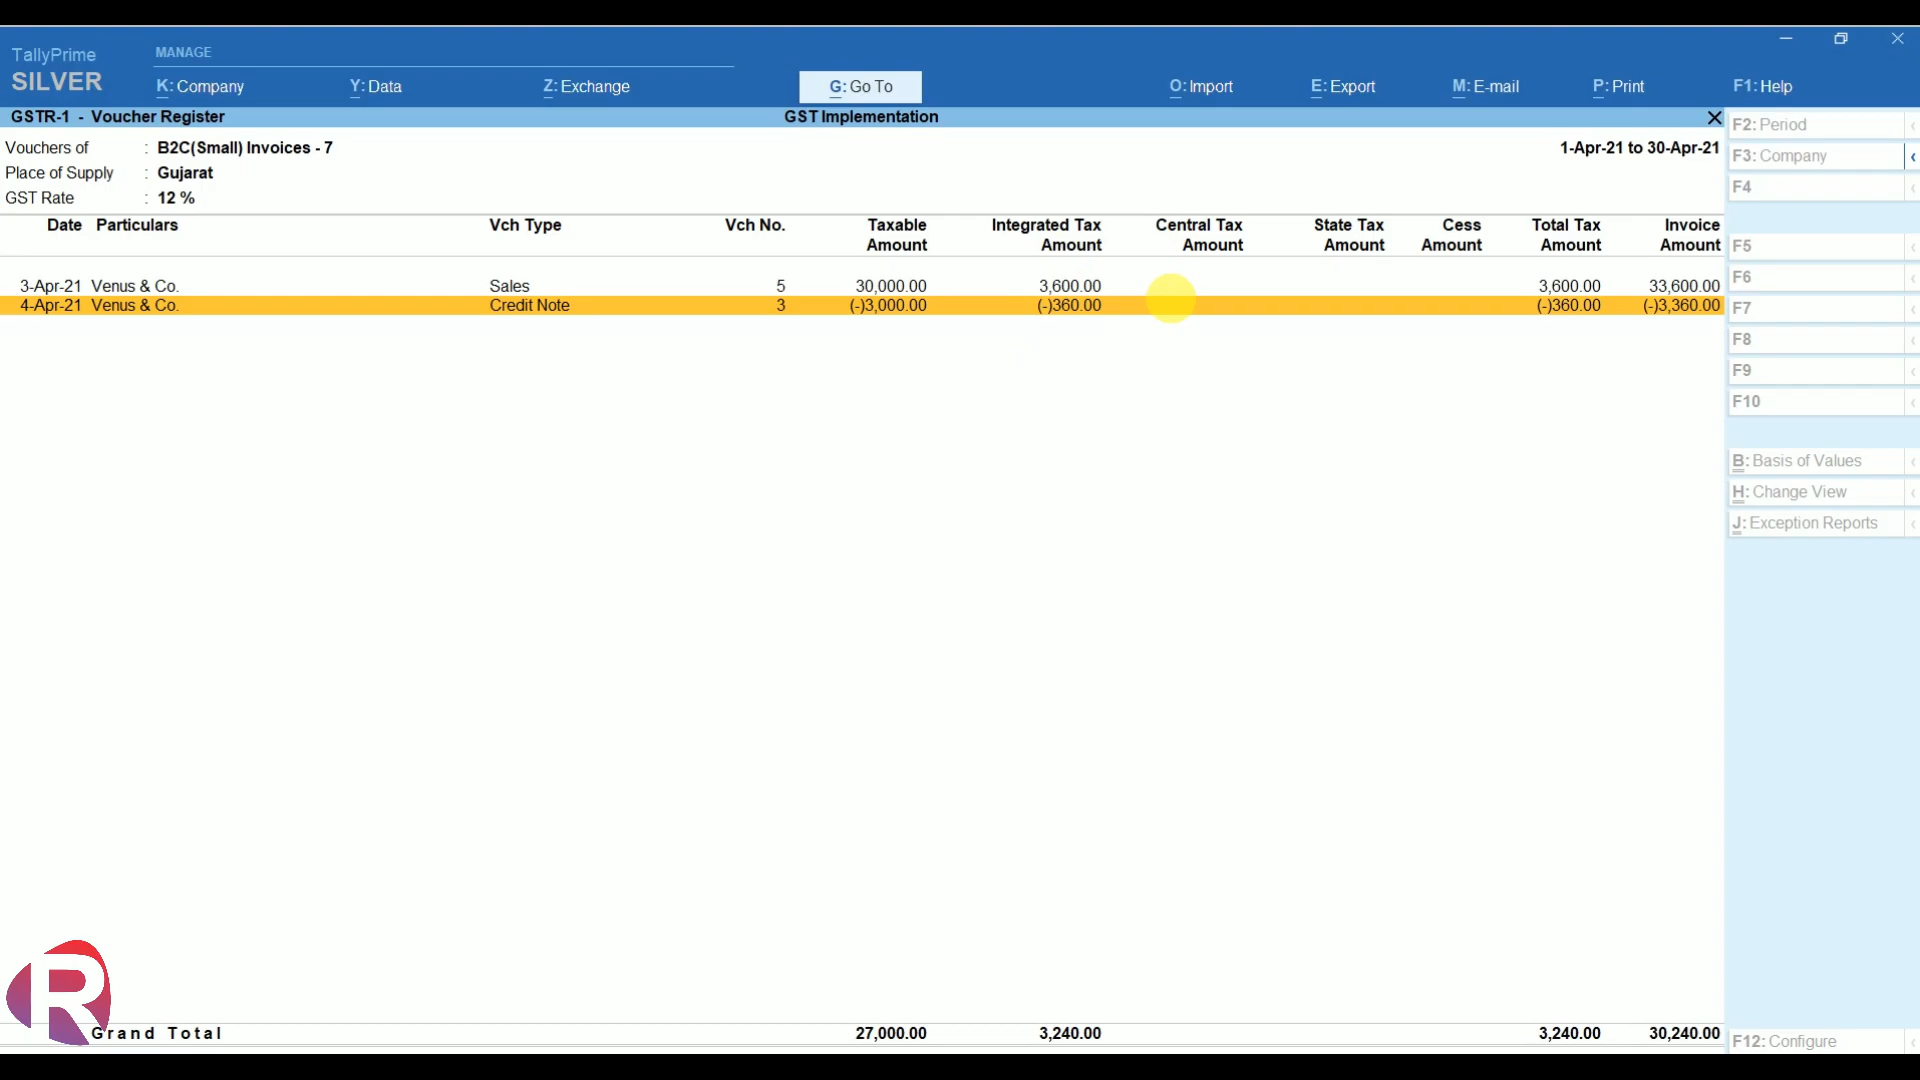 TallyPrime
SILVER
MANAGE
K: Company Y: Data Z: Exchange G: Go To O: Import E: Export M: E-mail P: Print F1: Help
GSTR-1 - Voucher Register GST Implementation
Vouchers of : B2C(Small) Invoices - 7 1-Apr-21 to 30-Apr-21
Place of Supply : Gujarat
GST Rate : 12 %
Date Particulars Vch Type Vch No. Taxable Integrated Tax Central Tax State Tax Cess Total Tax Invoice
Amount Amount Amount Amount Amount Amount Amount
3-Apr-21 Venus & Co. Sales 5 30,000.00 3,600.00 3,600.00 33,600.00
4-Apr-21 Venus & Co. Credit Note 3 (-)3,000.00 (-)360.00 (-)360.00 (-)3,360.00
Grand Total 27,000.00 3,240.00 3,240.00 30,240.00
F2: Period
F3: Company
F4
F5
F6
F7
F8
F9
F10
B: Basis of Values
H: Change View
J: Exception Reports
F12: Configure
R